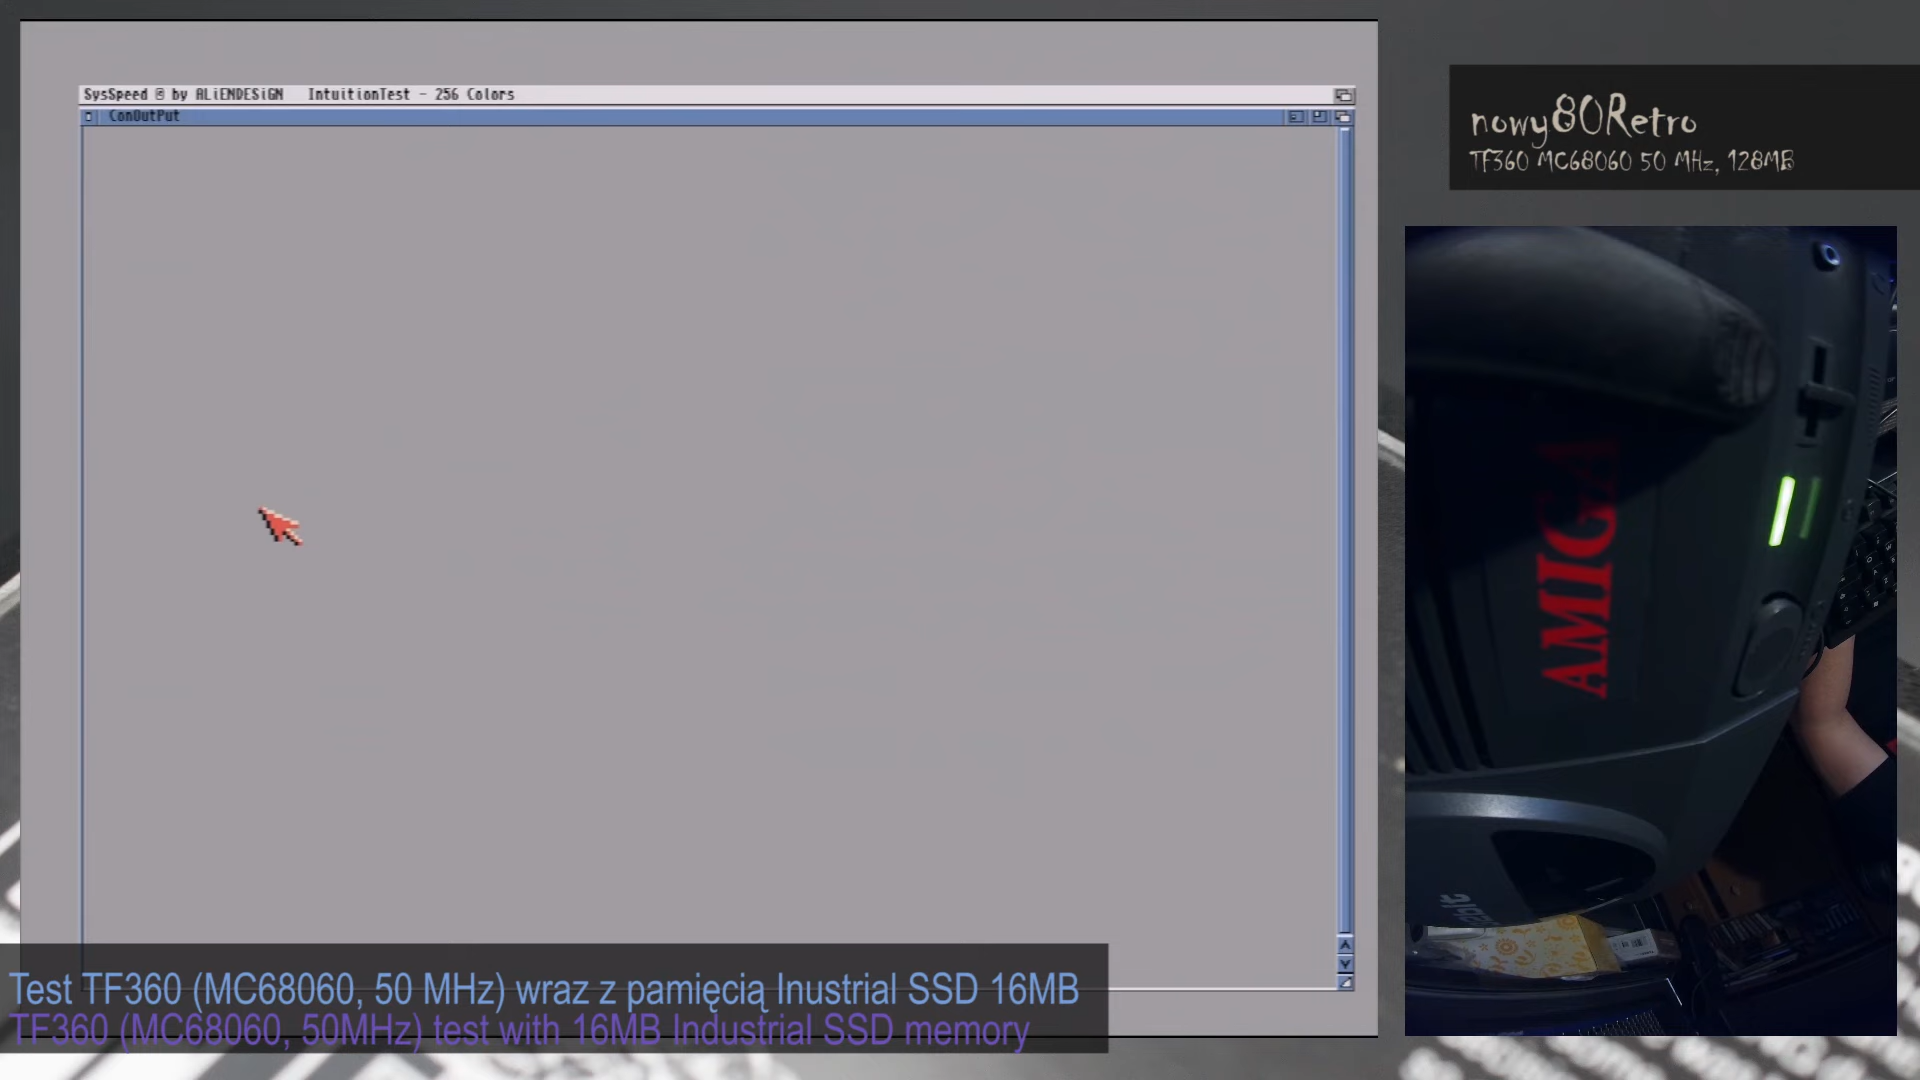 SysSpeed © by ALiENDESiGN IntuitionTest - 256 Colors
ConOutPut
nowy80Retro
TF360 MC68060 50 MHz, 128MB
AMIGA
Test TF360 (MC68060, 50 MHz) wraz z pamięcią Inustrial SSD 16MB
TF360 (MC68060, 50MHz) test with 16MB Industrial SSD memory